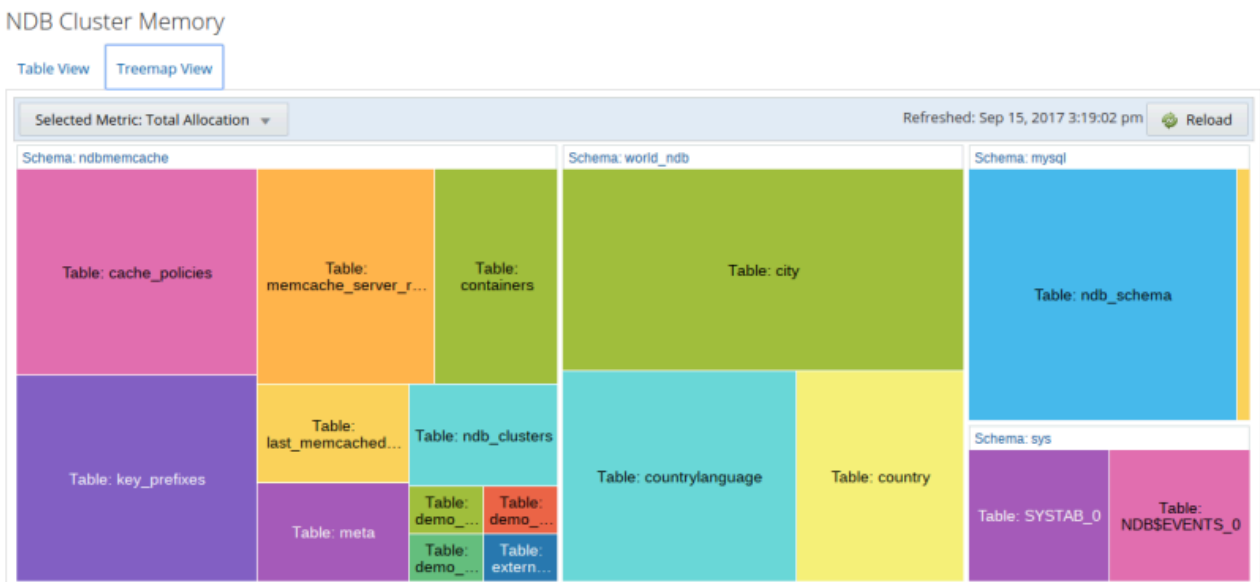 NDB Cluster Memory
Table View
Treemap View
Selected Metric: Total Allocation
Refreshed: Sep 15, 2017 3:19:02 pm
Reload
Schema: ndbmemcache
Table: cache_policies
Table:
memcache_server_r...
Table:
containers
Table: key_prefixes
Table:
last_memcached...
Table: ndb_clusters
Table: meta
Table:
demo_...
Table:
demo_...
Table:
demo_...
Table:
extern...
Schema: world_ndb
Table: city
Table: countrylanguage
Table: country
Schema: mysql
Table: ndb_schema
Schema: sys
Table: SYSTAB_0
Table:
NDB$EVENTS_0